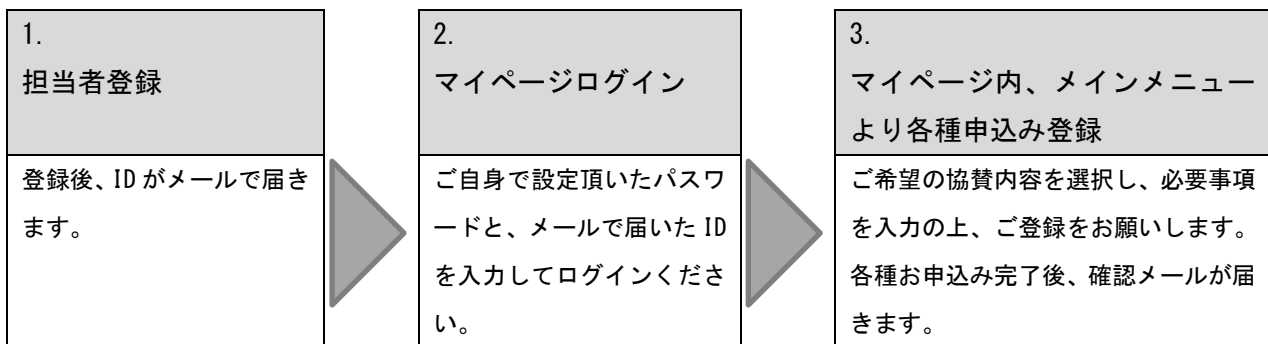 1.
担当者登録
登録後、IDがメールで届き
ます。
2.
マイページログイン
ご自身で設定頂いたパスワ
ードと、メールで届いたID
を入力してログインくださ
い。
3.
マイページ内、メインメニュー
より各種申込み登録
ご希望の協賛内容を選択し、必要事項
を入力の上、ご登録をお願いします。
各種お申込み完了後、確認メールが届
きます。